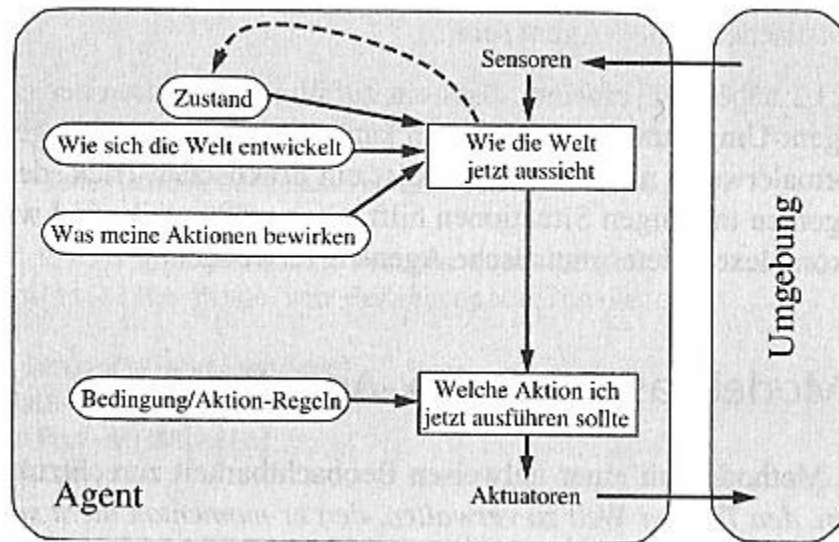 Sensoren
Zustand
Wie sich die Welt entwickelt
Wie die Welt
jetzt aussicht
Was meine Aktionen bewirken
Bedingung/Aktion-Regeln
Welche Aktion ich
jetzt ausführen sollte
Agent
Aktuatoren
Umgebung